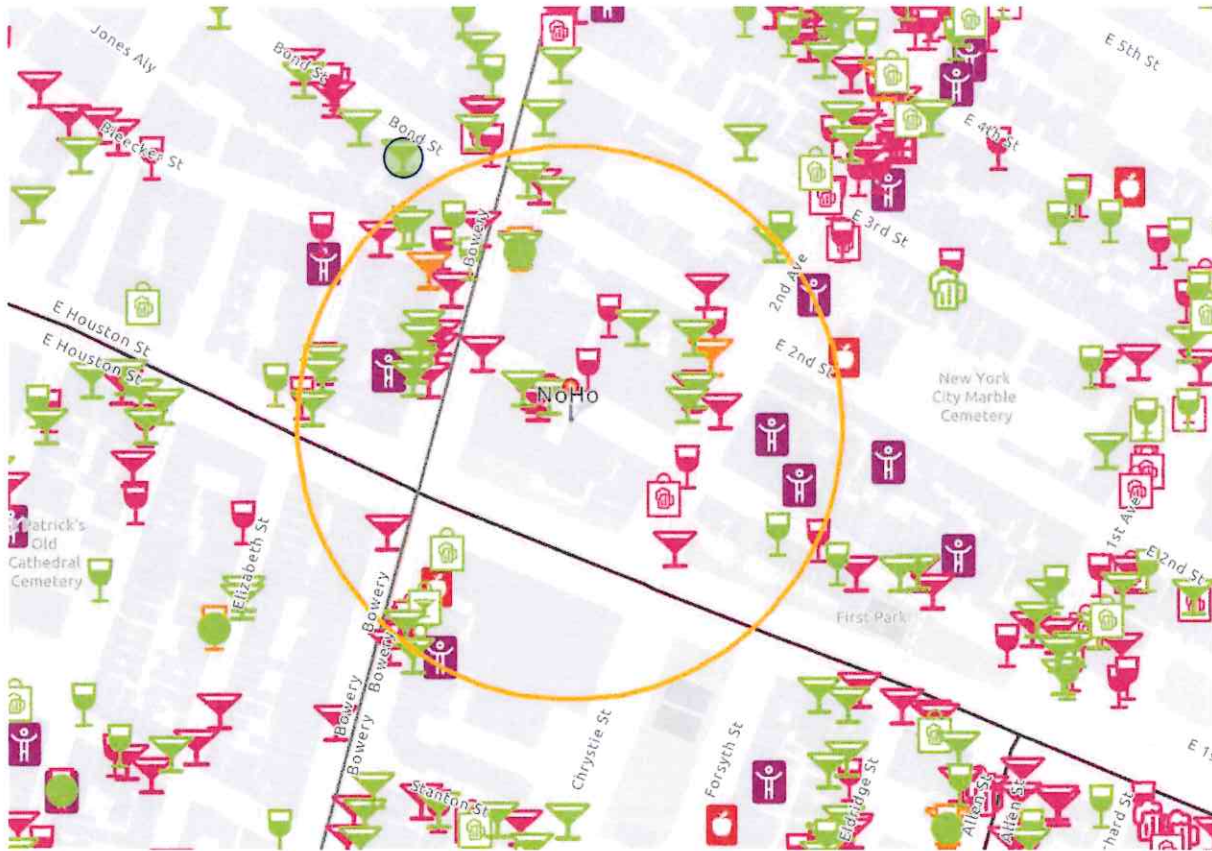 Jones Aly
Bond St
Bond St
Bleecker St
E 5th St
E 4th St
E 3rd St
2nd Ave
E 2nd St
Bowery
E Houston St
E Houston St
NoHo
New York
City Marble
Cemetery
Patrick's
Old
Cathedral
Cemetery
Elizabeth St
1st Ave
E 2nd St
First Park
Bowery
Bowery
Bowery
Bowery
Chrystie St
Forsyth St
Stanton St
Eldridge St
Allen St
Allen St
chard St
E 1s